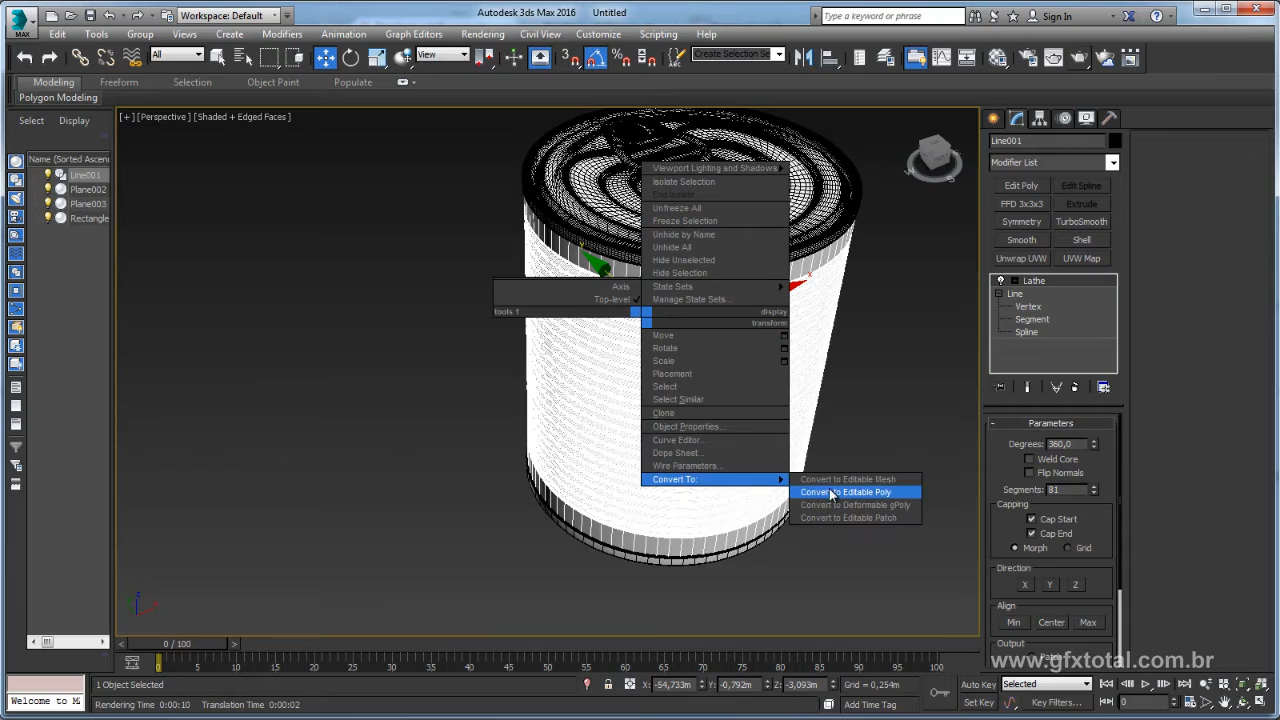 Autodesk 3ds Max 2016 Untitled
Workspace: Default
Type a keyword or phrase
Sign In
MAX
Edit Tools Group Views Create Modifiers Animation Graph Editors Rendering Civil View Customize Scripting Help
All
View
Create Selection Se
Modeling Freeform Selection Object Paint Populate
Polygon Modeling
Select Display
[+] [Perspective] [Shaded + Edged Faces]
Name (Sorted Ascen
Line001
Plane002
Plane003
Rectangle
Viewport Lighting and Shadows
Isolate Selection
End Isolate
Unfreeze All
Freeze Selection
Unhide by Name
Unhide All
Hide Unselected
Hide Selection
State Sets
Manage State Sets...
Axis
Top-level
tools 1
display
transform
Move
Rotate
Scale
Placement
Select
Select Similar
Clone
Object Properties...
Curve Editor...
Dope Sheet...
Wire Parameters...
Convert To:
Convert to Editable Mesh
Convert to Editable Poly
Convert to Deformable gPoly
Convert to Editable Patch
y
x
z
Line001
Modifier List
Edit Poly Edit Spline
FFD 3x3x3 Extrude
Symmetry TurboSmooth
Smooth Shell
Unwrap UVW UVW Map
Lathe
Line
Vertex
Segment
Spline
Parameters
Degrees: 360,0
Weld Core
Flip Normals
Segments: 81
Capping
Cap Start
Cap End
Morph Grid
Direction
X Y Z
Align
Min Center Max
Output
www.gfxtotal.com.br
0 / 100
0 5 10 15 20 25 30 35 40 45 50 55 60 65 70 75 80 85 90 95 100
1 Object Selected
X: -54,733m Y: -0,792m Z: -3,093m Grid = 0,254m
Auto Key Selected
Welcome to MA
Rendering Time 0:00:10 Translation Time 0:00:02
Add Time Tag
Set Key Key Filters...
0